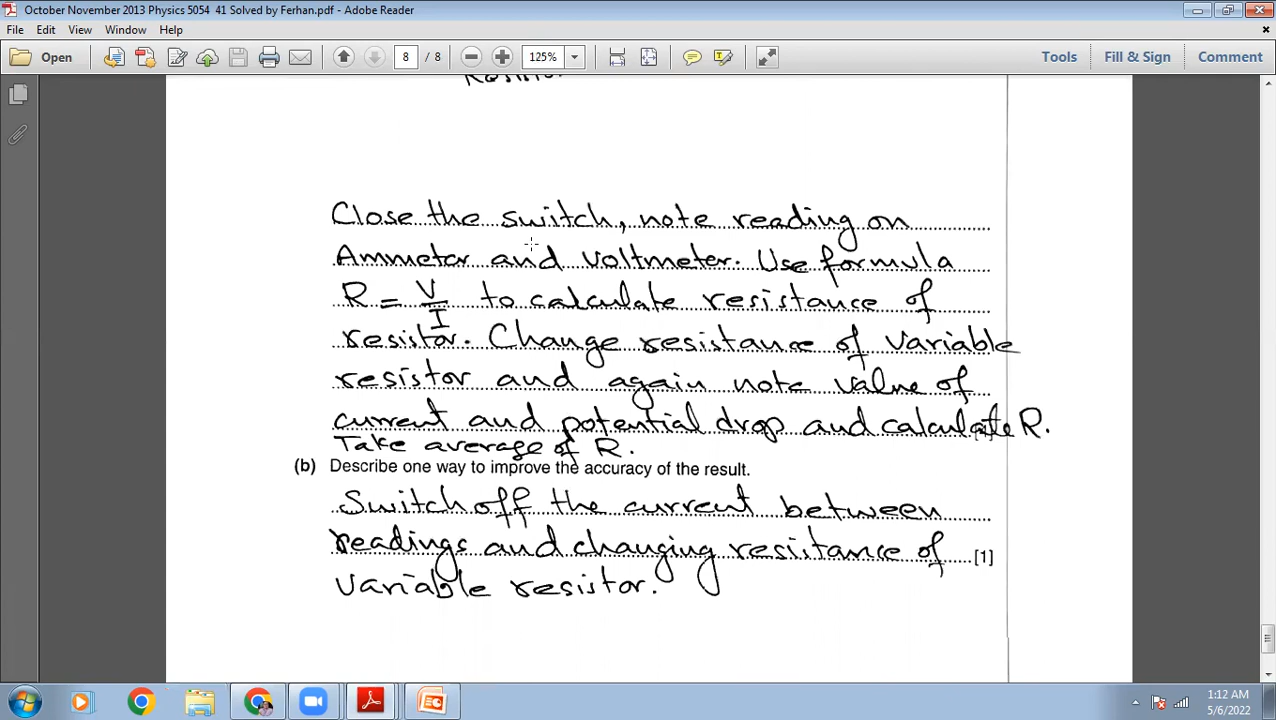 October November 2013 Physics 5054 41 Solved by Ferhan.pdf - Adobe Reader
File Edit View Window Help
Open 8 / 8 125% Tools Fill & Sign Comment
Resistor
Close the switch, note reading on
Ammeter and voltmeter. Use formula
R = V/I to calculate resistance of
resistor. Change resistance of variable
resistor and again note value of
current and potential drop and calculate R.
Take average of R.
(b) Describe one way to improve the accuracy of the result.
Switch off the current between
readings and changing resistance of
[1]
variable resistor.
1:12 AM
5/6/2022